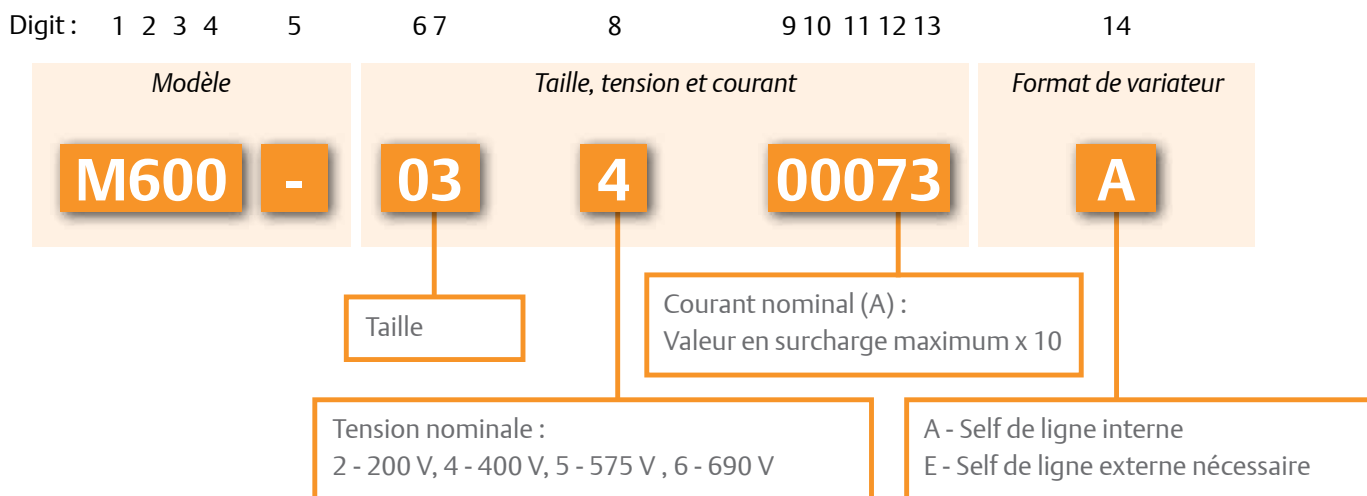 Digit : 1 2 3 4 5 6 7 8 9 10 11 12 13 14
Modèle Taille, tension et courant Format de variateur
M600 - 03 4 00073 A
Taille
Courant nominal (A) :
Valeur en surcharge maximum x 10
Tension nominale :
2 - 200 V, 4 - 400 V, 5 - 575 V , 6 - 690 V
A - Self de ligne interne
E - Self de ligne externe nécessaire